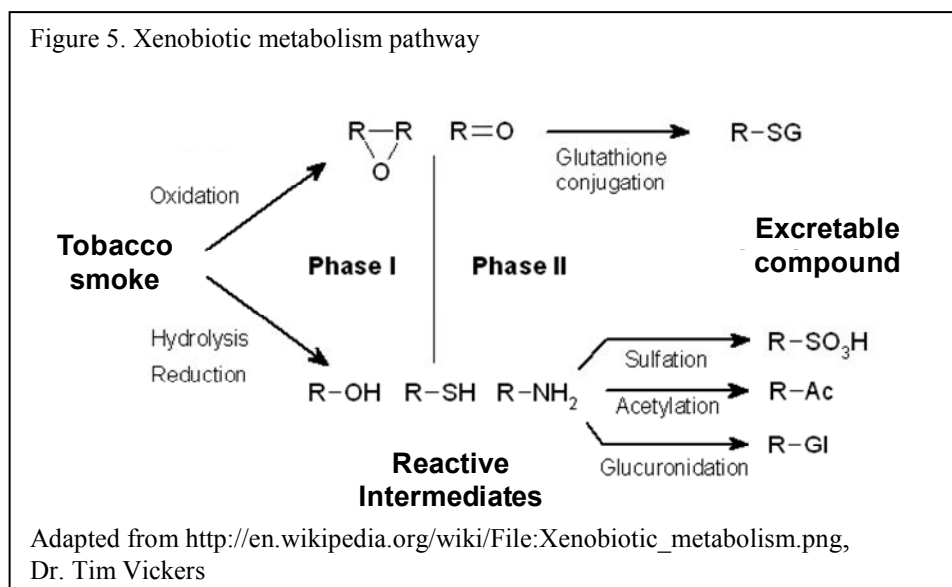 Figure 5. Xenobiotic metabolism pathway
R—R
O
R=O
Glutathione
conjugation
R-SG
Oxidation
Tobacco
smoke
Phase I
Phase II
Excretable
compound
Hydrolysis
Reduction
R-OH R-SH R-NH2
Sulfation
R-SO3H
Acetylation
R-Ac
Glucuronidation
R-Gl
Reactive
Intermediates
Adapted from http://en.wikipedia.org/wiki/File:Xenobiotic_metabolism.png,
Dr. Tim Vickers